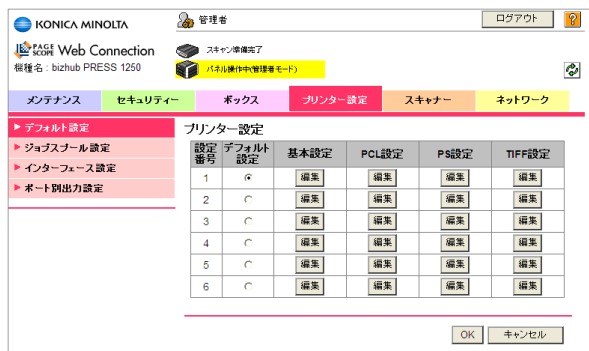 KONICA MINOLTA
管理者
ログアウト
?
PAGE SCOPE Web Connection
スキャン準備完了
機種名 : bizhub PRESS 1250
パネル操作中(管理者モード)
メンテナンス セキュリティー ボックス プリンター設定 スキャナー ネットワーク
デフォルト設定
ジョブスプール設定
インターフェース設定
ポート別出力設定
プリンター設定
設定番号 デフォルト設定 基本設定 PCL設定 PS設定 TIFF設定
1 編集 編集 編集 編集
2 編集 編集 編集 編集
3 編集 編集 編集 編集
4 編集 編集 編集 編集
5 編集 編集 編集 編集
6 編集 編集 編集 編集
OK キャンセル